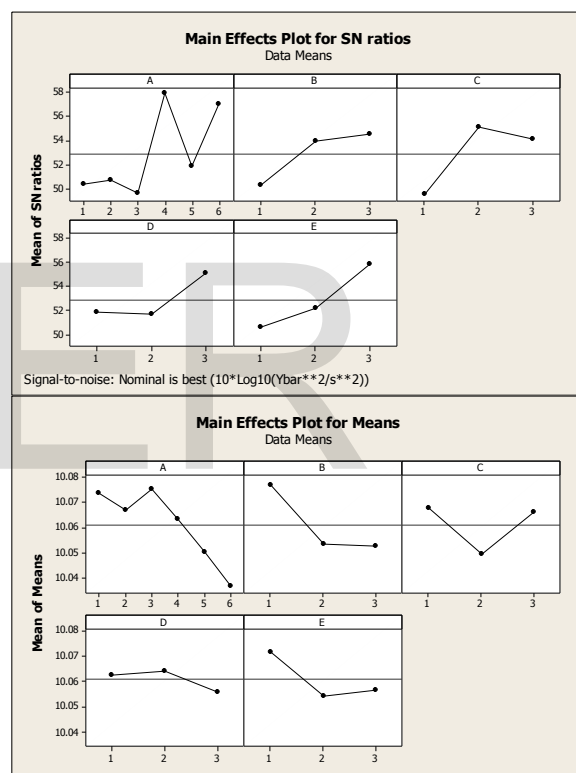 Main Effects Plot for SN ratios
Data Means
A B C
58
56
54
52
50
1 2 3 4 5 6 1 2 3 1 2 3
D E
58
56
54
52
50
1 2 3 1 2 3
Mean of SN ratios
Signal-to-noise: Nominal is best (10*Log10(Ybar**2/s**2))
Main Effects Plot for Means
Data Means
A B C
10.08
10.07
10.06
10.05
10.04
1 2 3 4 5 6 1 2 3 1 2 3
D E
10.08
10.07
10.06
10.05
10.04
1 2 3 1 2 3
Mean of Means
ER